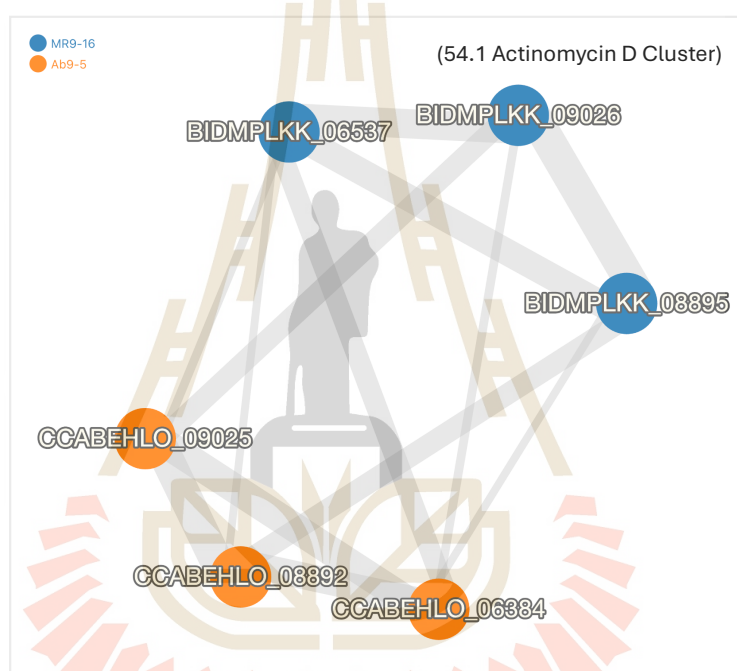 MR9-16
Ab9-5
(54.1 Actinomycin D Cluster)
BIDMPLKK_09026
BIDMPLKK_06537
BIDMPLKK_08895
CCABEHLO_09025
CCABEHLO_08892
CCABEHLO_06384